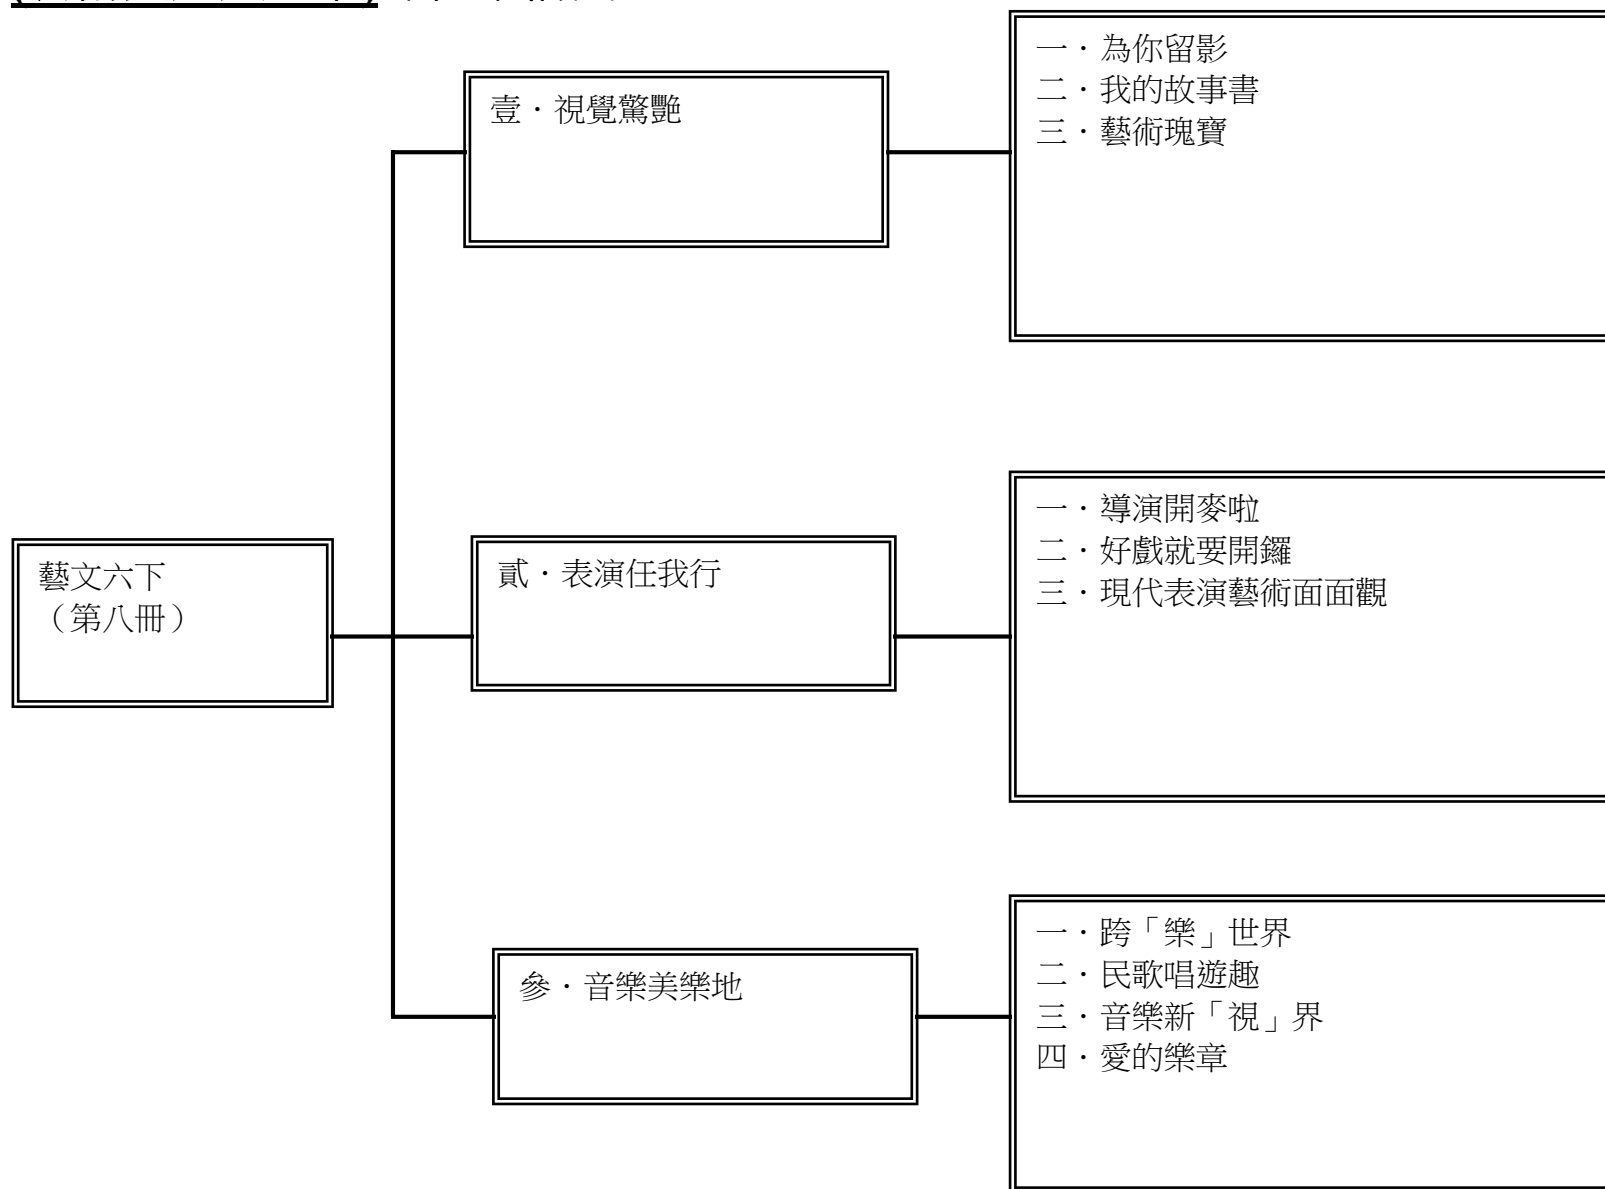 壹．視覺驚艷
一．為你留影
二．我的故事書
三．藝術瑰寶
藝文六下
（第八冊）
貳．表演任我行
一．導演開麥啦
二．好戲就要開鑼
三．現代表演藝術面面觀
參．音樂美樂地
一．跨「樂」世界
二．民歌唱遊趣
三．音樂新「視」界
四．愛的樂章